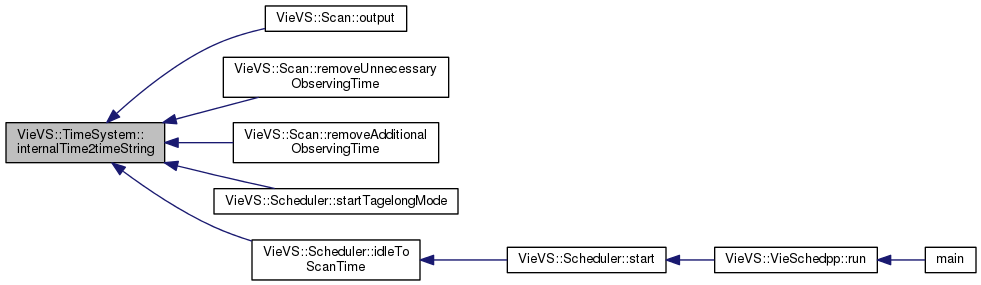 VieVS::Scan::output
VieVS::Scan::removeUnnecessary
ObservingTime
VieVS::TimeSystem::
internalTime2timeString
VieVS::Scan::removeAdditional
ObservingTime
VieVS::Scheduler::startTagelongMode
VieVS::Scheduler::idleTo
ScanTime
VieVS::Scheduler::start
VieVS::VieSchedpp::run
main